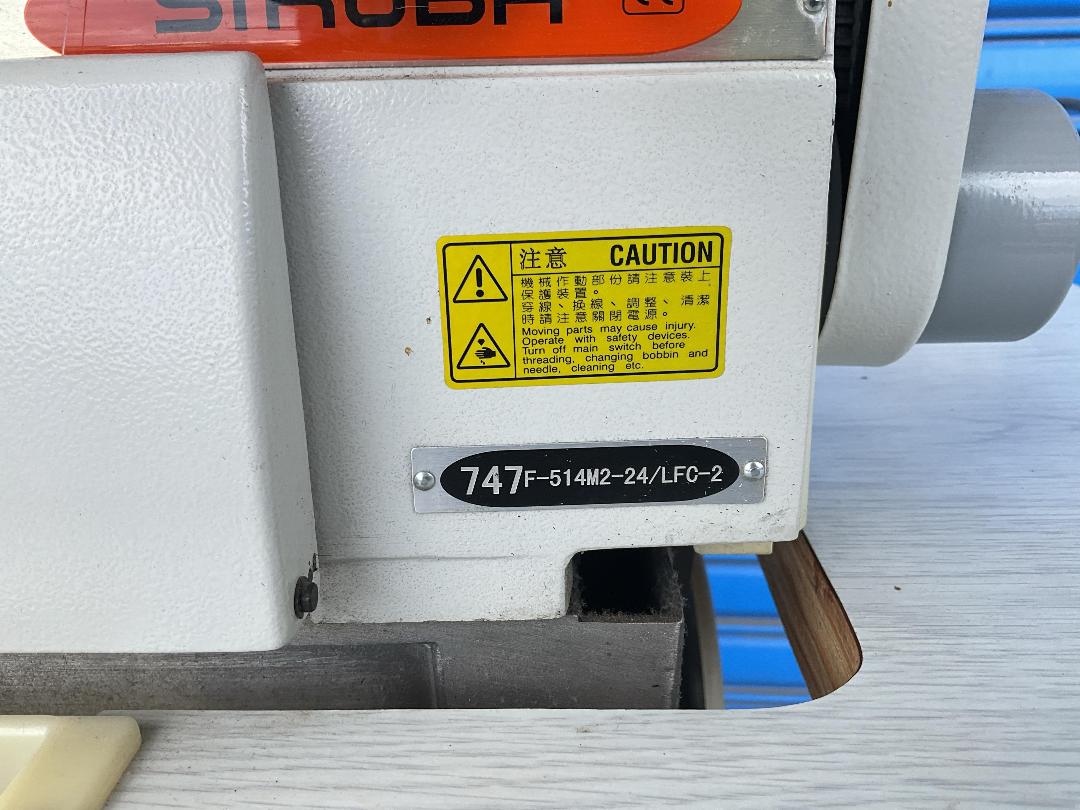 SIRUBA
注意 CAUTION
機械作動部份請注意裝上
保護裝置。
穿線、換線、調整、清潔
時請注意關閉電源。
Moving parts may cause injury.
Operate with safety devices.
Turn off main switch before
threading, changing bobbin and
needle, cleaning etc.
747F-514M2-24/LFC-2